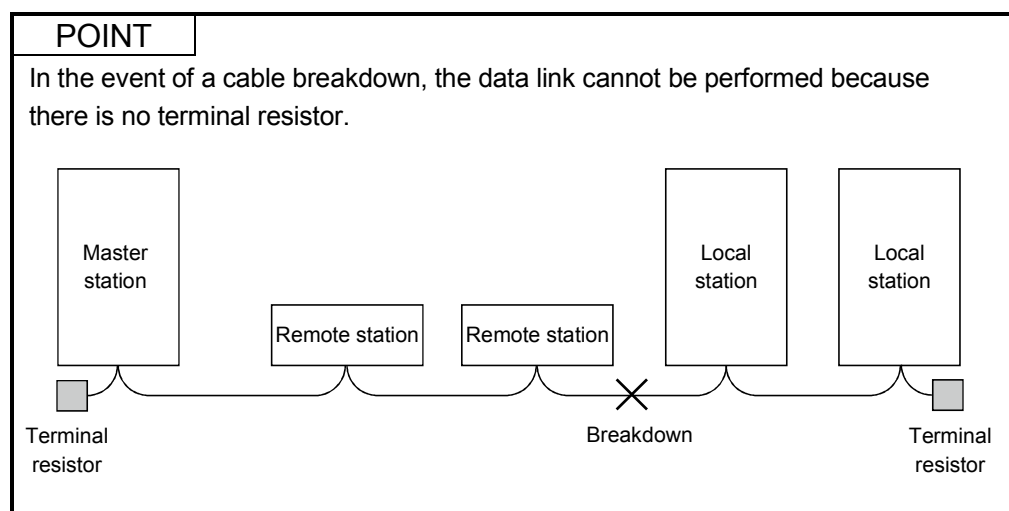 POINT
In the event of a cable breakdown, the data link cannot be performed because
there is no terminal resistor.
Master
station
Remote station
Remote station
Local
station
Local
station
Terminal
resistor
Breakdown
Terminal
resistor